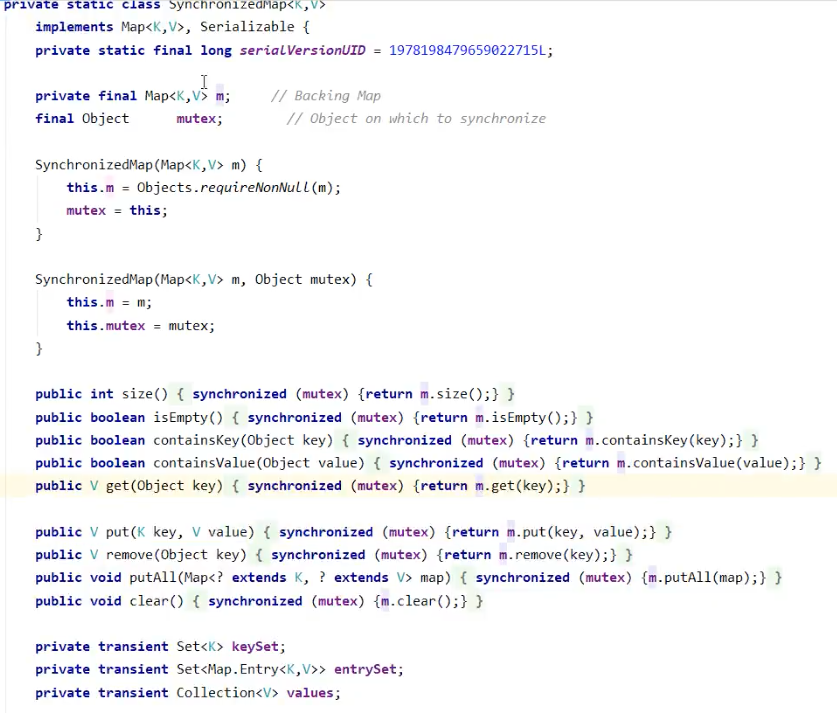 private static class SynchronizedMap<K,V>
implements Map<K,V>, Serializable {
private static final long serialVersionUID = 1978198479659022715L;
private final Map<K,V> m; // Backing Map
final Object mutex; // Object on which to synchronize
SynchronizedMap(Map<K,V> m) {
this.m = Objects.requireNonNull(m);
mutex = this;
}
SynchronizedMap(Map<K,V> m, Object mutex) {
this.m = m;
this.mutex = mutex;
}
public int size() { synchronized (mutex) {return m.size();} }
public boolean isEmpty() { synchronized (mutex) {return m.isEmpty();} }
public boolean containsKey(Object key) { synchronized (mutex) {return m.containsKey(key);} }
public boolean containsValue(Object value) { synchronized (mutex) {return m.containsValue(value);} }
public V get(Object key) { synchronized (mutex) {return m.get(key);} }
public V put(K key, V value) { synchronized (mutex) {return m.put(key, value);} }
public V remove(Object key) { synchronized (mutex) {return m.remove(key);} }
public void putAll(Map<? extends K, ? extends V> map) { synchronized (mutex) {m.putAll(map);} }
public void clear() { synchronized (mutex) {m.clear();} }
private transient Set<K> keySet;
private transient Set<Map.Entry<K,V>> entrySet;
private transient Collection<V> values;